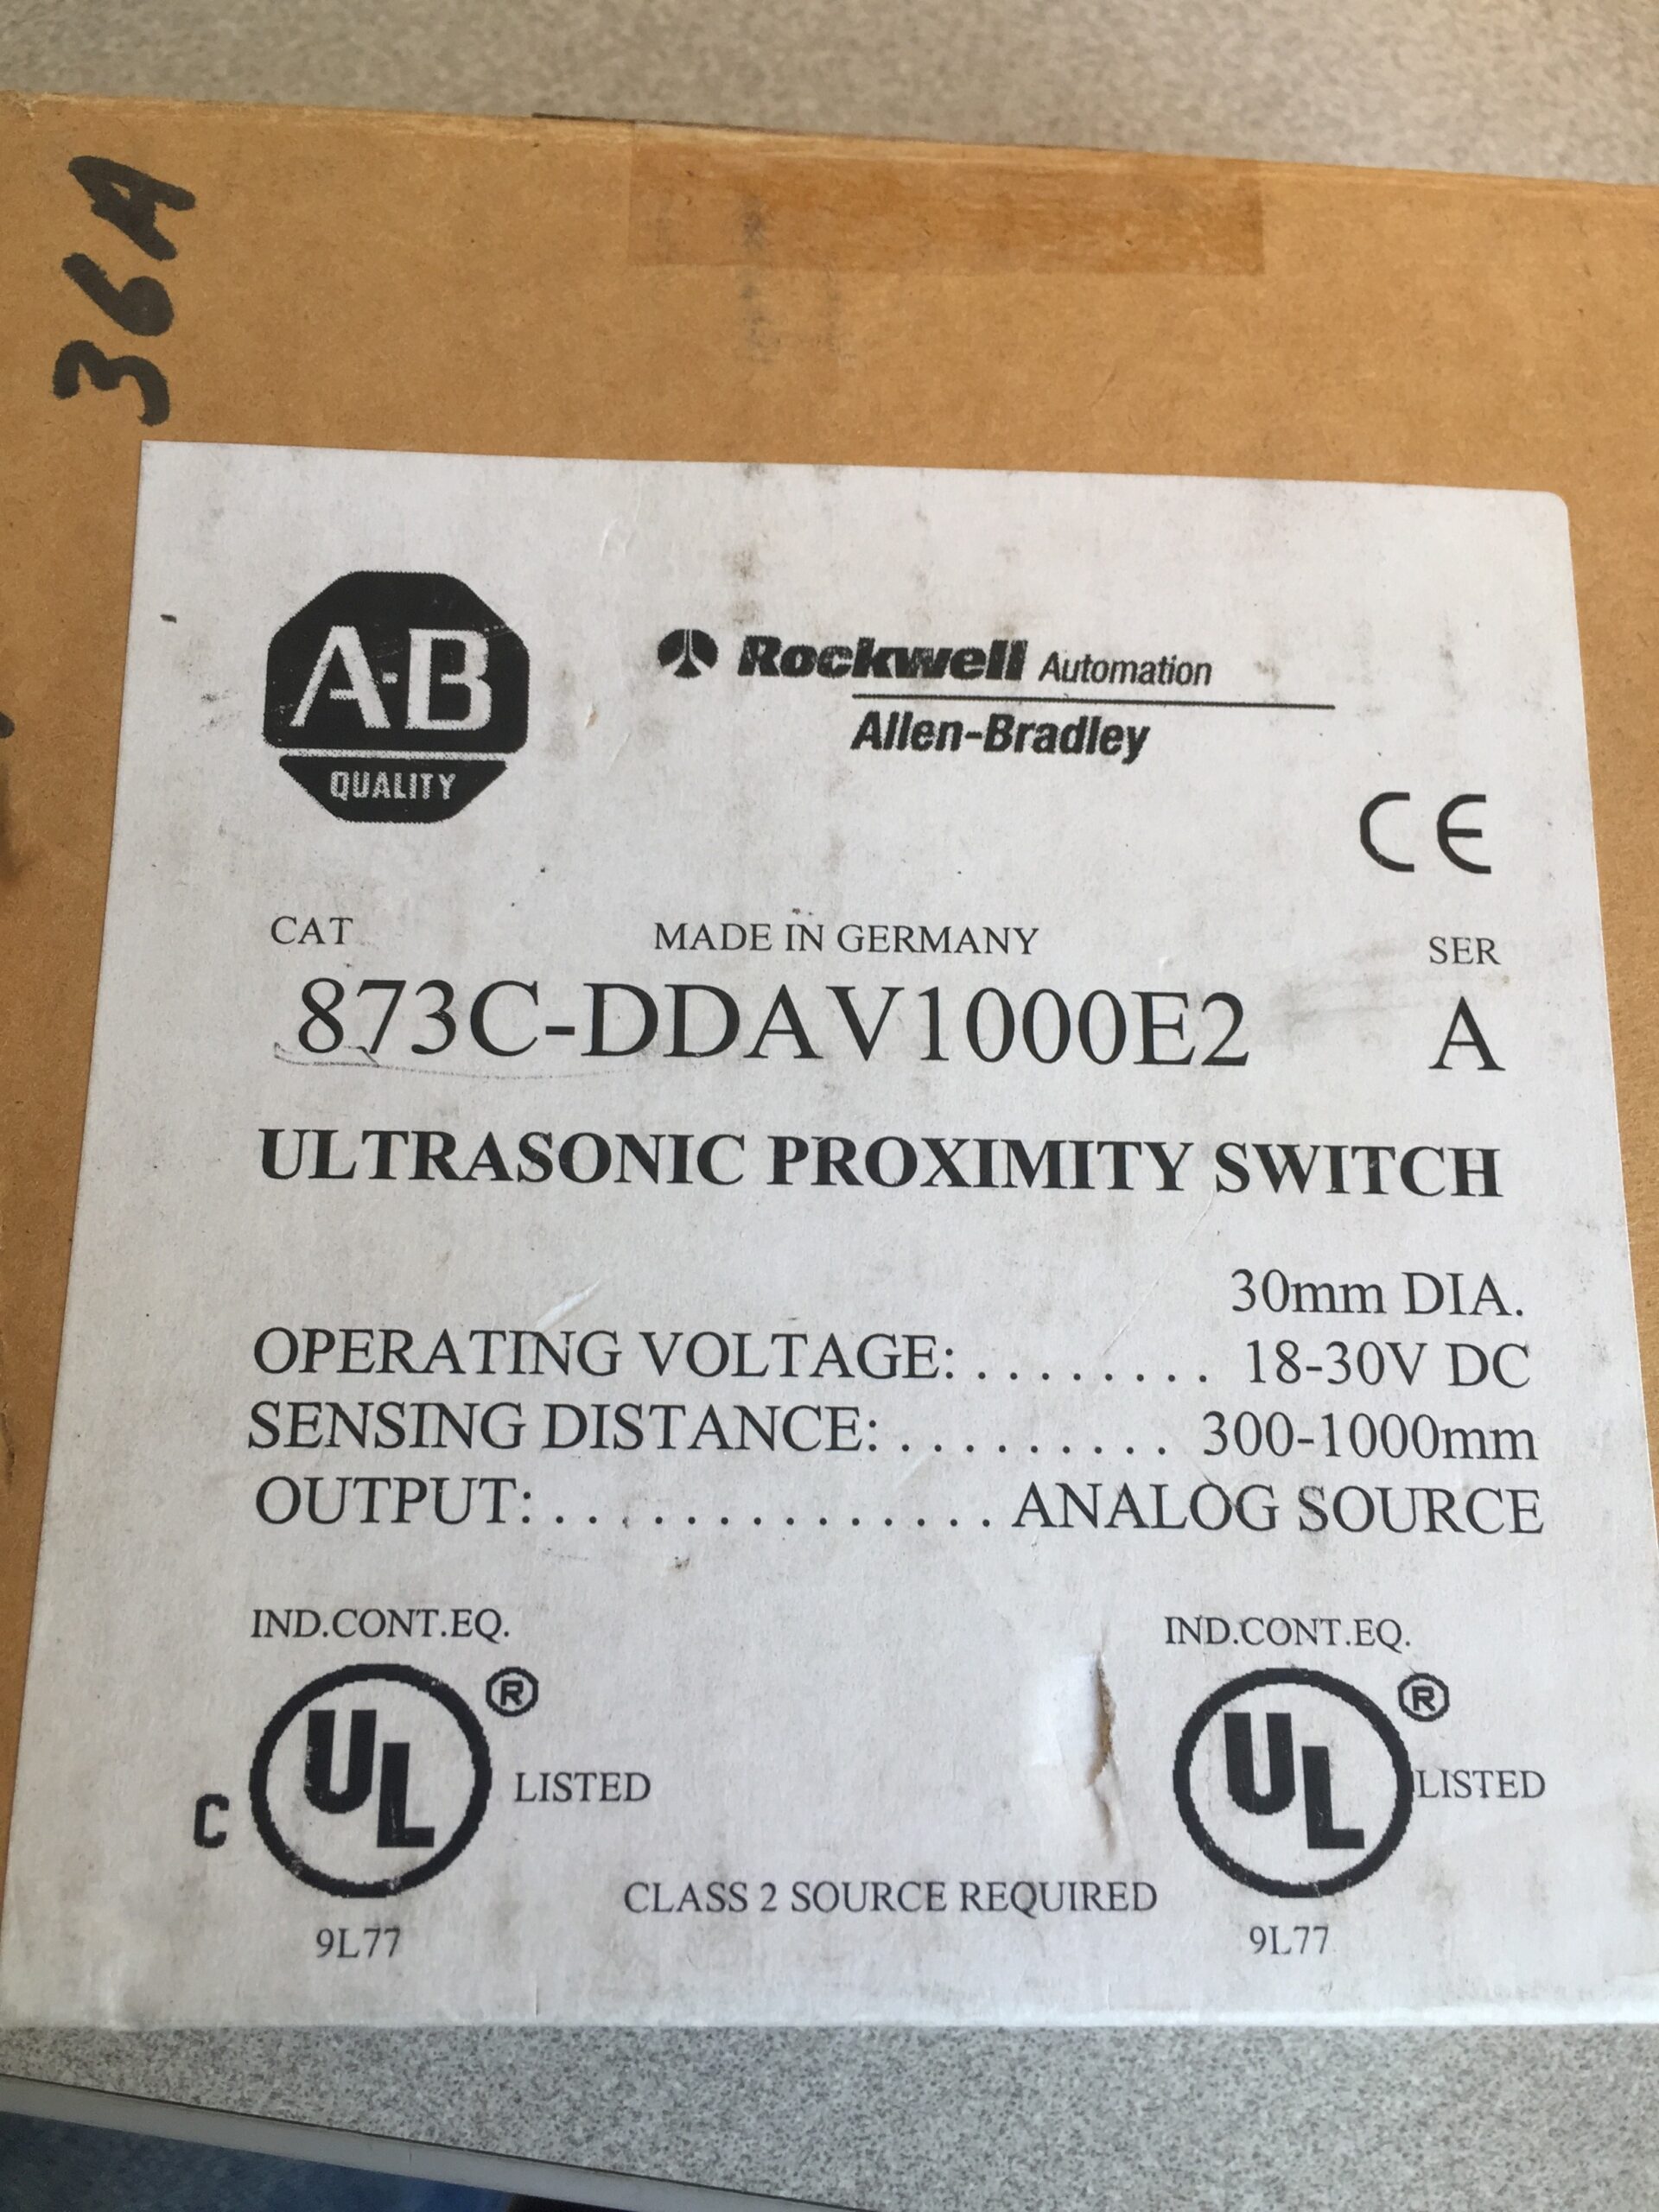 36A
A-B
QUALITY
Rockwell Automation
Allen-Bradley
CE
CAT MADE IN GERMANY SER
873C-DDAV1000E2 A
ULTRASONIC PROXIMITY SWITCH
30mm DIA.
OPERATING VOLTAGE: . . . . . . . . 18-30V DC
SENSING DISTANCE: . . . . . . . . . . 300-1000mm
OUTPUT: . . . . . . . . . . . . . . . ANALOG SOURCE
IND.CONT.EQ. IND.CONT.EQ.
C UL ® LISTED UL ® LISTED
CLASS 2 SOURCE REQUIRED
9L77 9L77